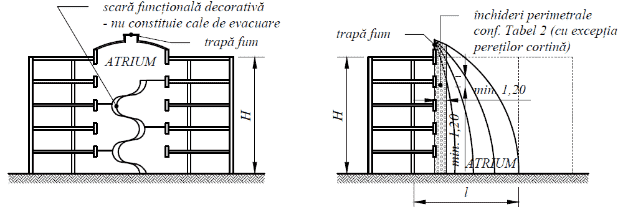 scară funcțională decorativă
- nu constituie cale de evacuare
trapă fum
ATRIUM
H
închideri perimetrale
conf. Tabel 2 (cu excepția
pereților cortină)
trapă fum
min. 1,20
min. 1,20
H
ATRIUM
l